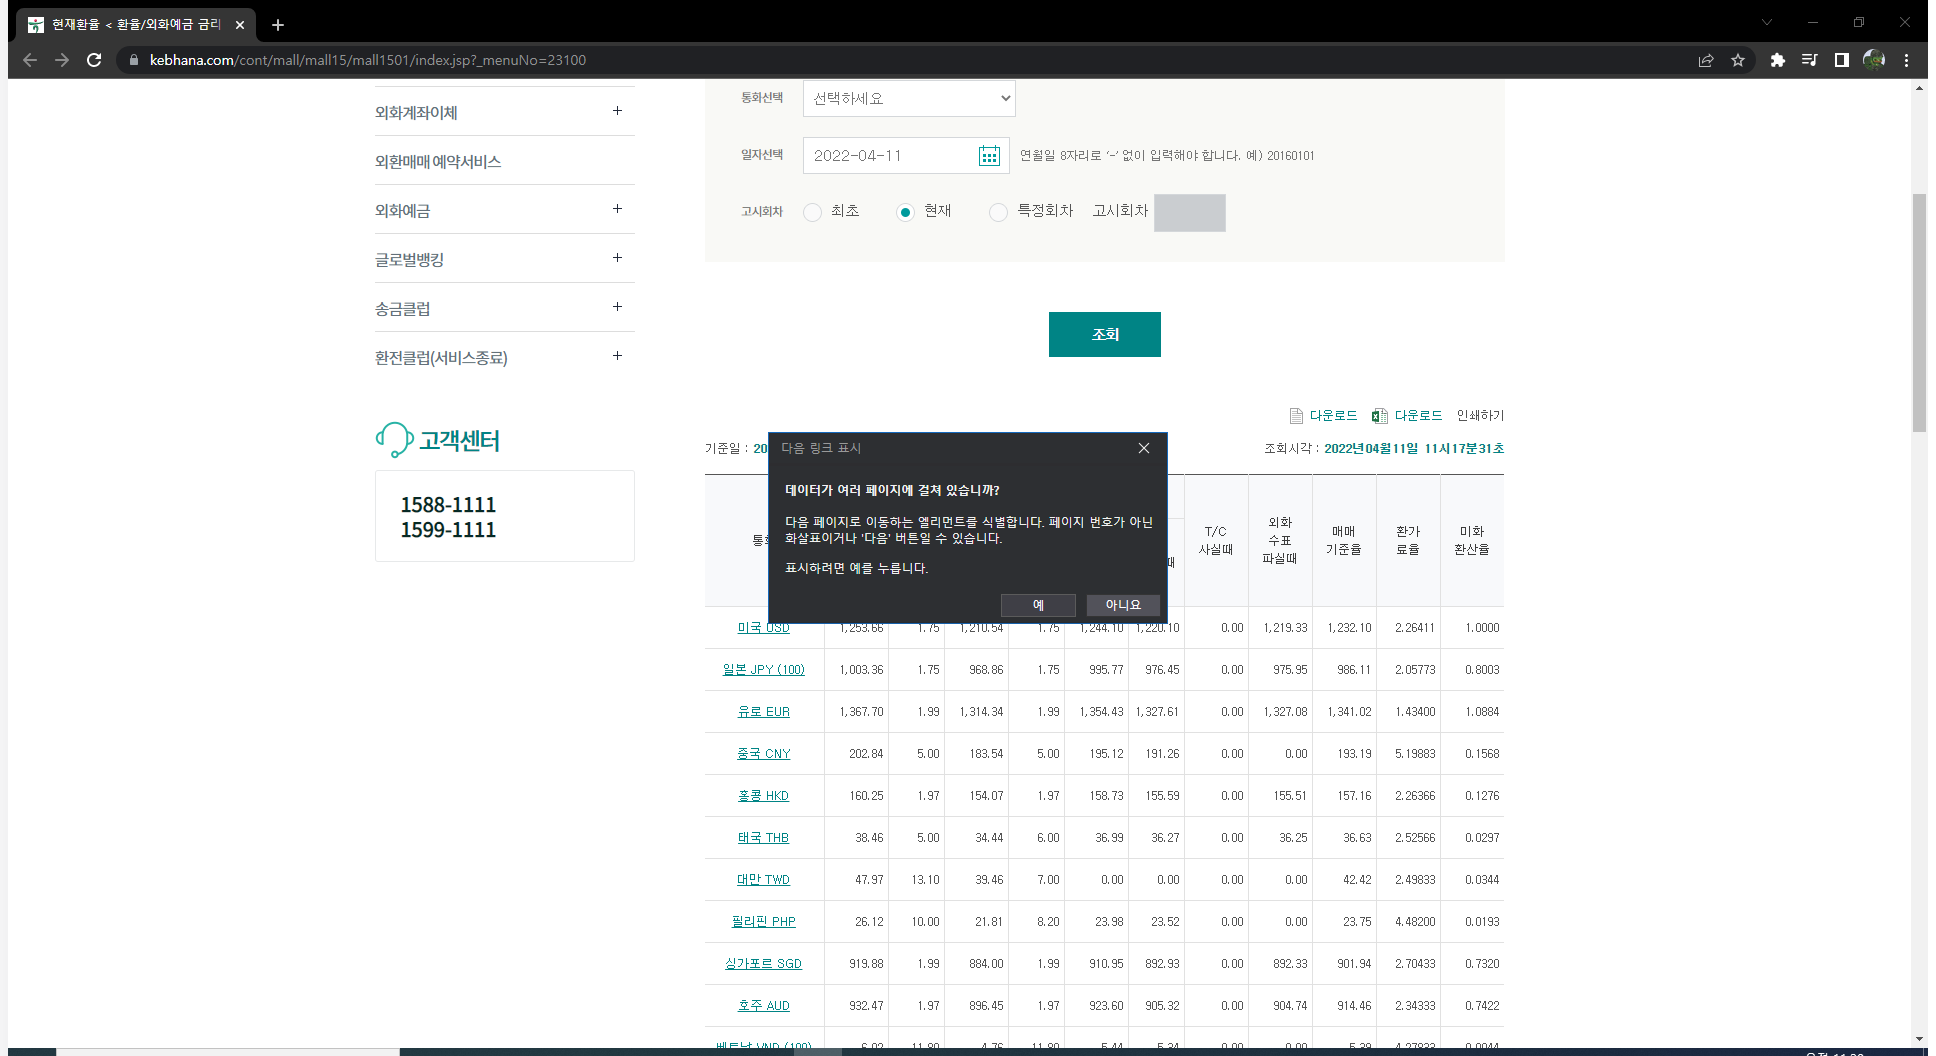 현재환율 < 환율/외화예금 금리
kebhana.com/cont/mall/mall15/mall1501/index.jsp?_menuNo=23100
외화계좌이체 +
외환매매 예약서비스
외화예금 +
글로벌뱅킹 +
송금클럽 +
환전클럽(서비스종료) +
고객센터
1588-1111
1599-1111
통화선택 선택하세요
일자선택 2022-04-11 연월일 8자리로 '-' 없이 입력해야 합니다. 예) 20160101
고시회차 최초 현재 특정회차 고시회차
조회
다운로드 다운로드 인쇄하기
기준일 : 20 조회시각 : 2022년04월11일 11시17분31초
다음 링크 표시
데이터가 여러 페이지에 걸쳐 있습니까?
다음 페이지로 이동하는 엘리먼트를 식별합니다. 페이지 번호가 아닌
화살표이거나 '다음' 버튼일 수 있습니다.
표시하려면 예를 누릅니다.
예 아니요
T/C
사실때
외화
수표
파실때
매매
기준율
환가
료율
미화
환산율
미국 USD 1,253.66 1.75 1,210.54 1.75 1,244.10 1,220.10 0.00 1,219.33 1,232.10 2.26411 1.0000
일본 JPY (100) 1,003.36 1.75 968.86 1.75 995.77 976.45 0.00 975.95 986.11 2.05773 0.8003
유로 EUR 1,367.70 1.99 1,314.34 1.99 1,354.43 1,327.61 0.00 1,327.08 1,341.02 1.43400 1.0884
중국 CNY 202.84 5.00 183.54 5.00 195.12 191.26 0.00 0.00 193.19 5.19883 0.1568
홍콩 HKD 160.25 1.97 154.07 1.97 158.73 155.59 0.00 155.51 157.16 2.26366 0.1276
태국 THB 38.46 5.00 34.44 6.00 36.99 36.27 0.00 36.25 36.63 2.52566 0.0297
대만 TWD 47.97 13.10 39.46 7.00 0.00 0.00 0.00 0.00 42.42 2.49833 0.0344
필리핀 PHP 26.12 10.00 21.81 8.20 23.98 23.52 0.00 0.00 23.75 4.48200 0.0193
싱가포르 SGD 919.88 1.99 884.00 1.99 910.95 892.93 0.00 892.33 901.94 2.70433 0.7320
호주 AUD 932.47 1.97 896.45 1.97 923.60 905.32 0.00 904.74 914.46 2.34333 0.7422
베트남 VND (100) 6.02 11.80 4.76 11.80 5.44 5.34 0.00 0.00 5.39 4.27833 0.0044